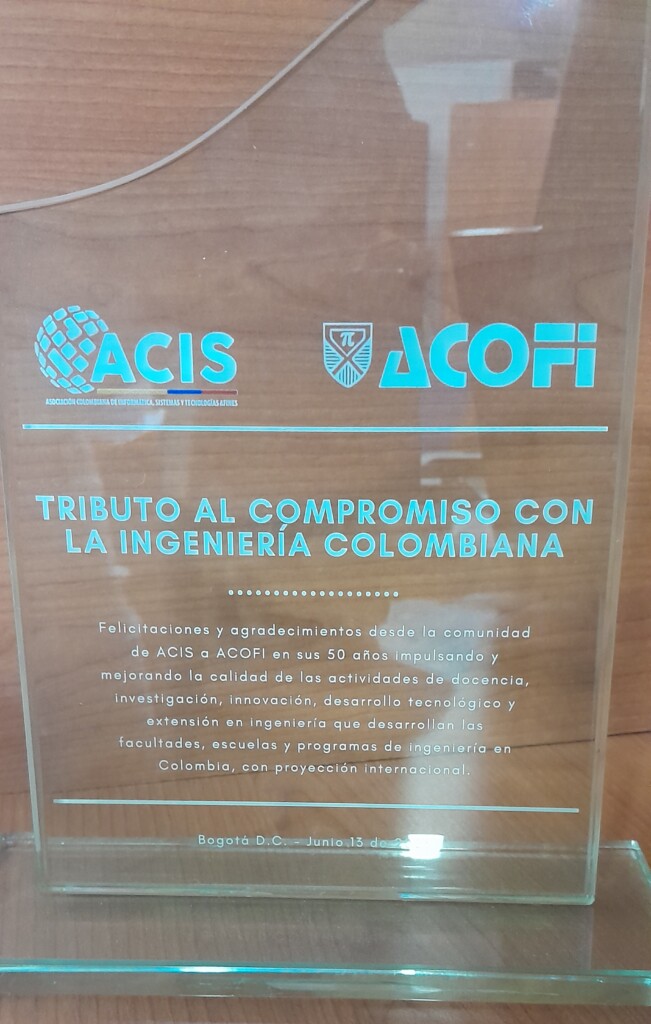 ACIS
ASOCIACIÓN COLOMBIANA DE INFORMÁTICA, SISTEMAS Y TECNOLOGÍAS AFINES
π
ACOFI
TRIBUTO AL COMPROMISO CON
LA INGENIERÍA COLOMBIANA
Felicitaciones y agradecimientos desde la comunidad
de ACIS a ACOFI en sus 50 años impulsando y
mejorando la calidad de las actividades de docencia,
investigación, innovación, desarrollo tecnológico y
extensión en ingeniería que desarrollan las
facultades, escuelas y programas de ingeniería en
Colombia, con proyección internacional.
Bogotá D.C. - Junio 13 de